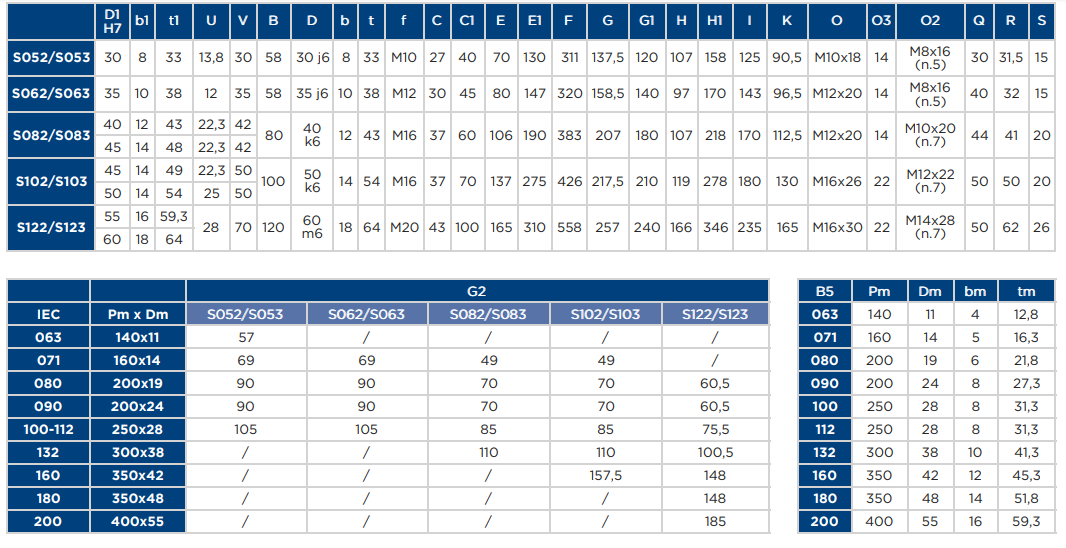 D1 H7 b1 t1 U V B D b t f C C1 E E1 F G G1 H H1 I K O O3 O2 Q R S
S052/S053 30 8 33 13,8 30 58 30 j6 8 33 M10 27 40 70 130 311 137,5 120 107 158 125 90,5 M10x18 14 M8x16 (n.5) 30 31,5 15
S062/S063 35 10 38 12 35 58 35 j6 10 38 M12 30 45 80 147 320 158,5 140 97 170 143 96,5 M12x20 14 M8x16 (n.5) 40 32 15
S082/S083 40 12 43 22,3 42 80 40 k6 12 43 M16 37 60 106 190 383 207 180 107 218 170 112,5 M12x20 14 M10x20 (n.7) 44 41 20
45 14 48 22,3 42
S102/S103 45 14 49 22,3 50 100 50 k6 14 54 M16 37 70 137 275 426 217,5 210 119 278 180 130 M16x26 22 M12x22 (n.7) 50 50 20
50 14 54 25 50
S122/S123 55 16 59,3 28 70 120 60 m6 18 64 M20 43 100 165 310 558 257 240 166 346 235 165 M16x30 22 M14x28 (n.7) 50 62 26
60 18 64
G2
IEC Pm x Dm S052/S053 S062/S063 S082/S083 S102/S103 S122/S123
063 140x11 57 / / / /
071 160x14 69 69 49 49 /
080 200x19 90 90 70 70 60,5
090 200x24 90 90 70 70 60,5
100-112 250x28 105 105 85 85 75,5
132 300x38 / / 110 110 100,5
160 350x42 / / / 157,5 148
180 350x48 / / / / 148
200 400x55 / / / / 185
B5 Pm Dm bm tm
063 140 11 4 12,8
071 160 14 5 16,3
080 200 19 6 21,8
090 200 24 8 27,3
100 250 28 8 31,3
112 250 28 8 31,3
132 300 38 10 41,3
160 350 42 12 45,3
180 350 48 14 51,8
200 400 55 16 59,3